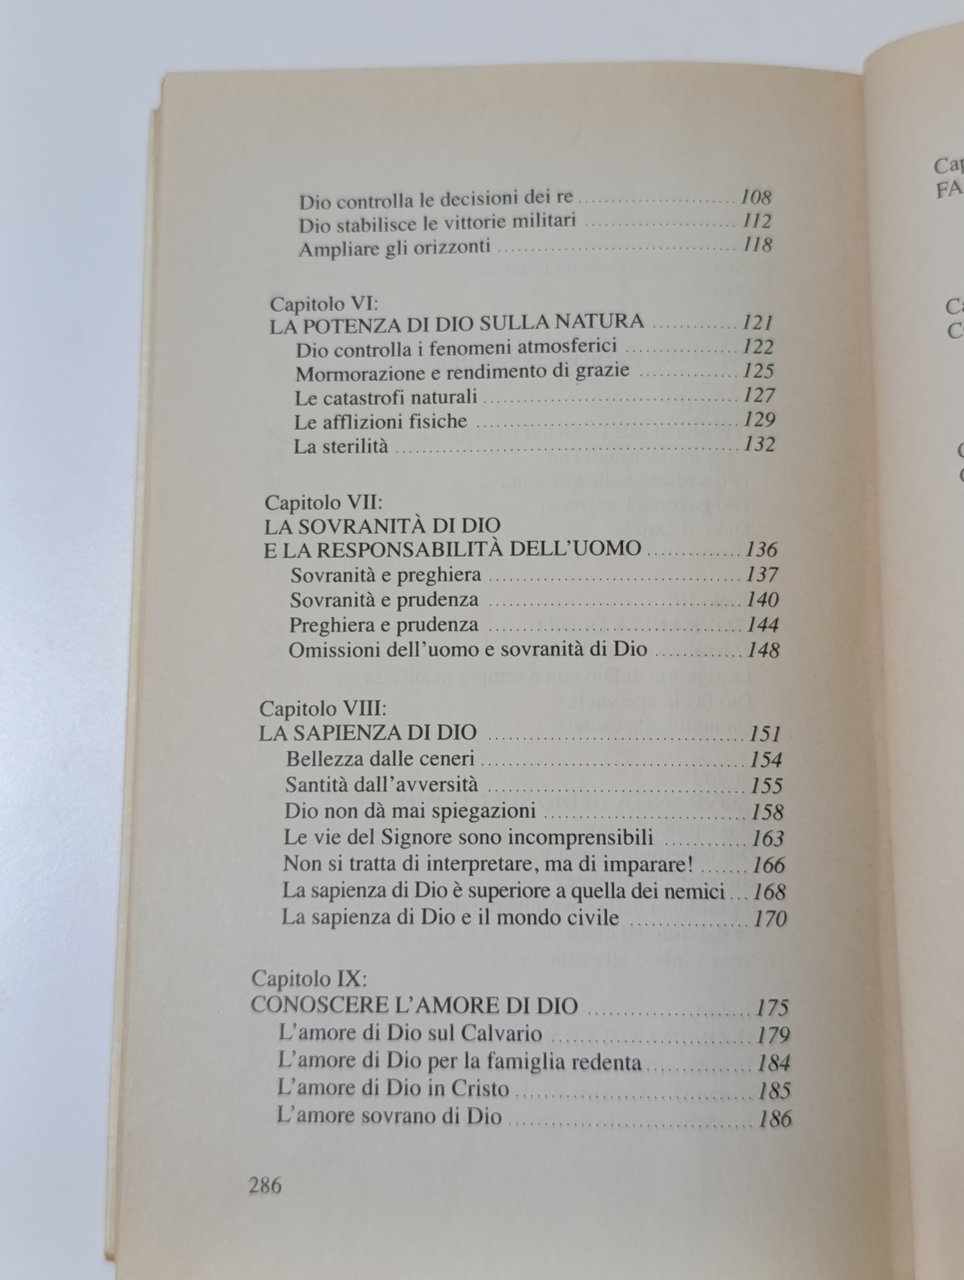 Dio controlla le decisioni dei re ........................ 108
Dio stabilisce le vittorie militari ....................... 112
Ampliare gli orizzonti .................................... 118
Capitolo VI:
LA POTENZA DI DIO SULLA NATURA ............ 121
Dio controlla i fenomeni atmosferici ................ 122
Mormorazione e rendimento di grazie .............. 125
Le catastrofi naturali .................................... 127
Le afflizioni fisiche ...................................... 129
La sterilità .................................................. 132
Capitolo VII:
LA SOVRANITÀ DI DIO
E LA RESPONSABILITÀ DELL'UOMO ............. 136
Sovranità e preghiera ................................... 137
Sovranità e prudenza ................................... 140
Preghiera e prudenza ................................... 144
Omissioni dell'uomo e sovranità di Dio ............ 148
Capitolo VIII:
LA SAPIENZA DI DIO ................................... 151
Bellezza dalle ceneri .................................... 154
Santità dall'avversità ................................... 155
Dio non dà mai spiegazioni ........................... 158
Le vie del Signore sono incomprensibili ........... 163
Non si tratta di interpretare, ma di imparare! ....... 166
La sapienza di Dio è superiore a quella dei nemici ... 168
La sapienza di Dio e il mondo civile ................ 170
Capitolo IX:
CONOSCERE L'AMORE DI DIO ...................... 175
L'amore di Dio sul Calvario ........................... 179
L'amore di Dio per la famiglia redenta .............. 184
L'amore di Dio in Cristo ................................ 185
L'amore sovrano di Dio ................................. 186
286